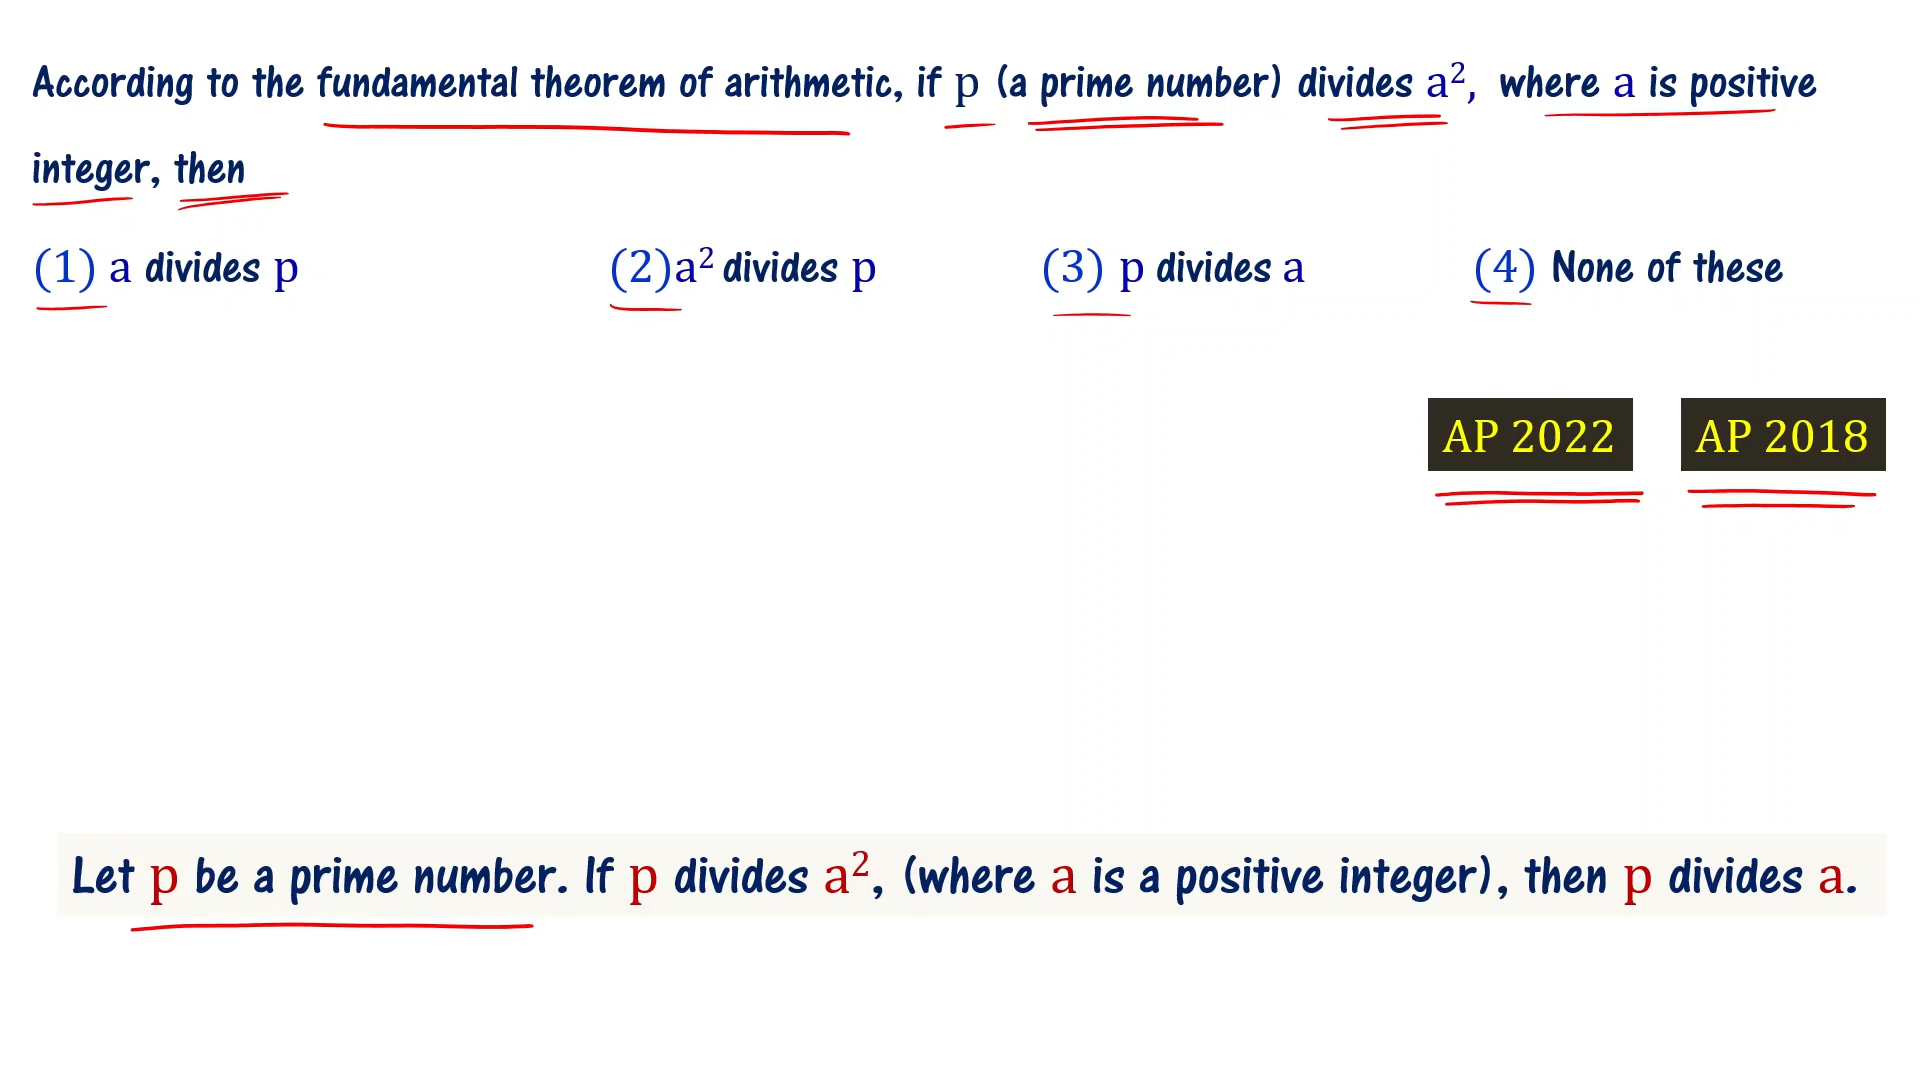 According to the fundamental theorem of arithmetic, if p (a prime number) divides a², where a is positive
integer, then
(1) a divides p (2)a² divides p (3) p divides a (4) None of these
AP 2022 AP 2018
Let p be a prime number. If p divides a², (where a is a positive integer), then p divides a.